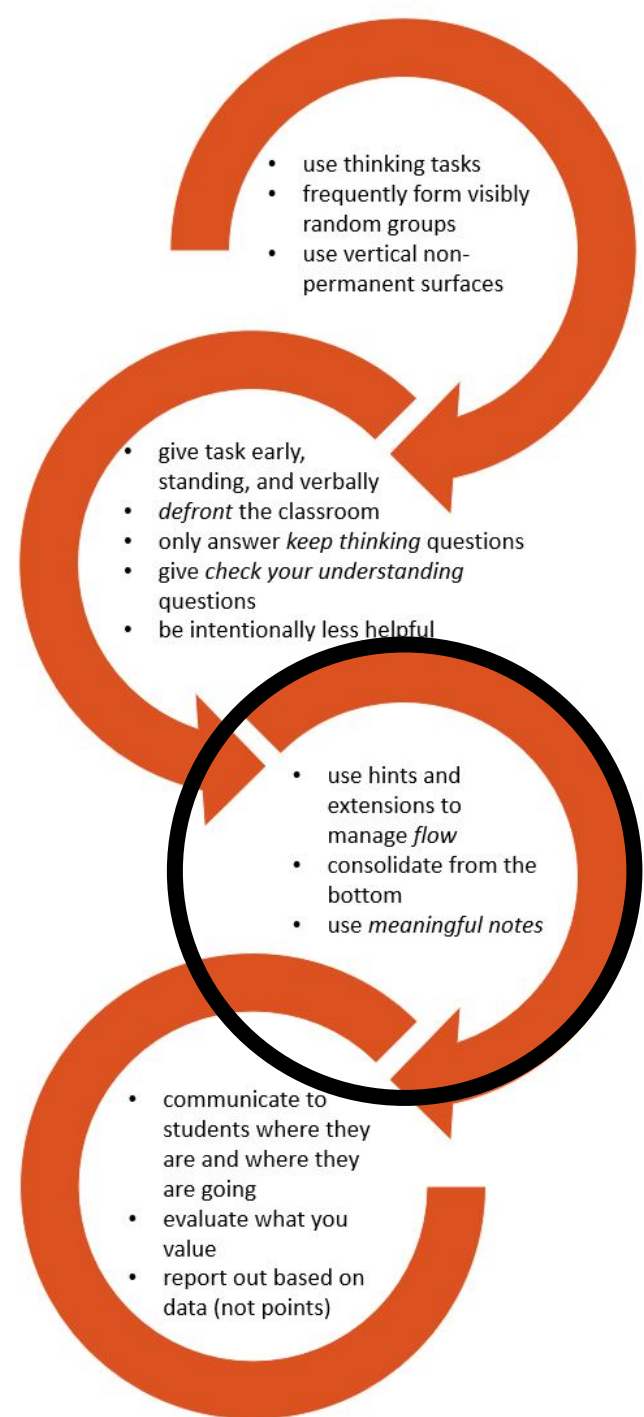 • use thinking tasks
• frequently form visibly
random groups
• use vertical non-
permanent surfaces
• give task early,
standing, and verbally
• defront the classroom
• only answer keep thinking questions
• give check your understanding
questions
• be intentionally less helpful
• use hints and
extensions to
manage flow
• consolidate from the
bottom
• use meaningful notes
• communicate to
students where they
are and where they
are going
• evaluate what you
value
• report out based on
data (not points)